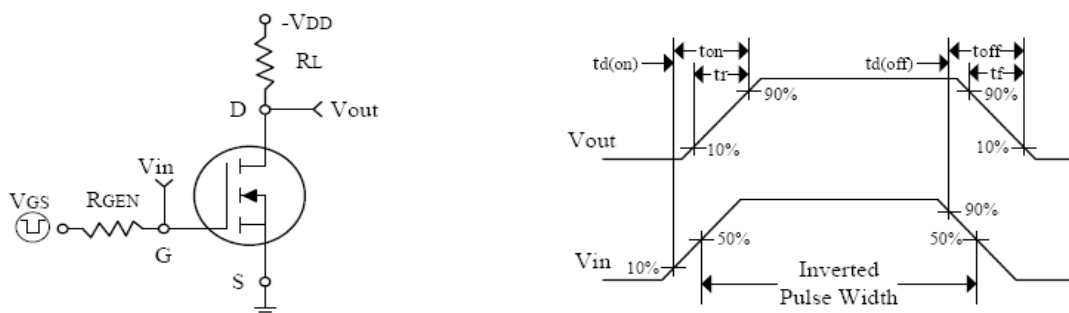 -VDD
RL
D
Vout
Vin
VGS
RGEN
G
S
ton
toff
td(on)
tr
td(off)
tf
90%
90%
Vout
10%
10%
90%
50%
50%
Vin
10%
Inverted
Pulse Width